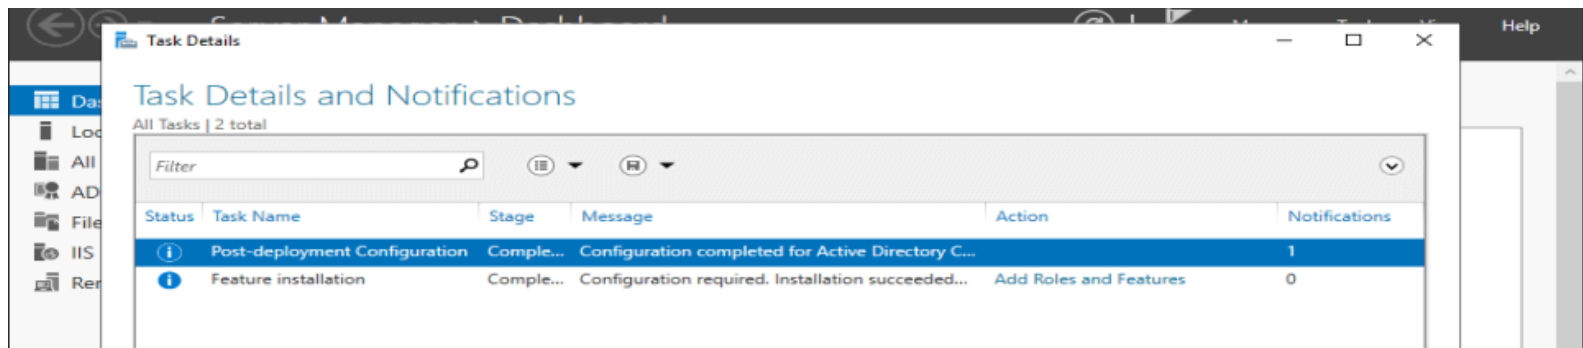 Help
Task Details
Task Details and Notifications
All Tasks | 2 total
Filter
Status Task Name Stage Message Action Notifications
Post-deployment Configuration Comple... Configuration completed for Active Directory C... 1
Feature installation Comple... Configuration required. Installation succeeded... Add Roles and Features 0
Das
Loc
All
AD
File
IIS
Rer